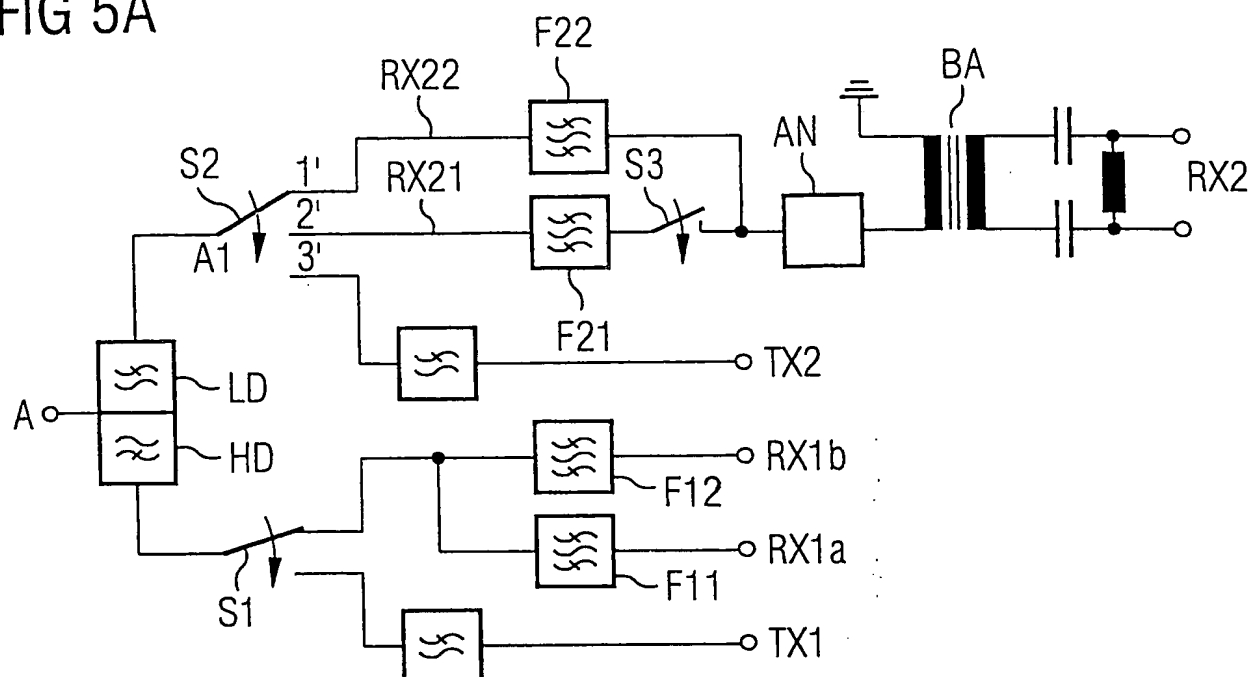 FIG 5A
F22
RX22
BA
AN
S2
1'
RX21
S3
RX2
2'
A1
3'
F21
TX2
LD
A
HD
RX1b
F12
RX1a
F11
S1
TX1